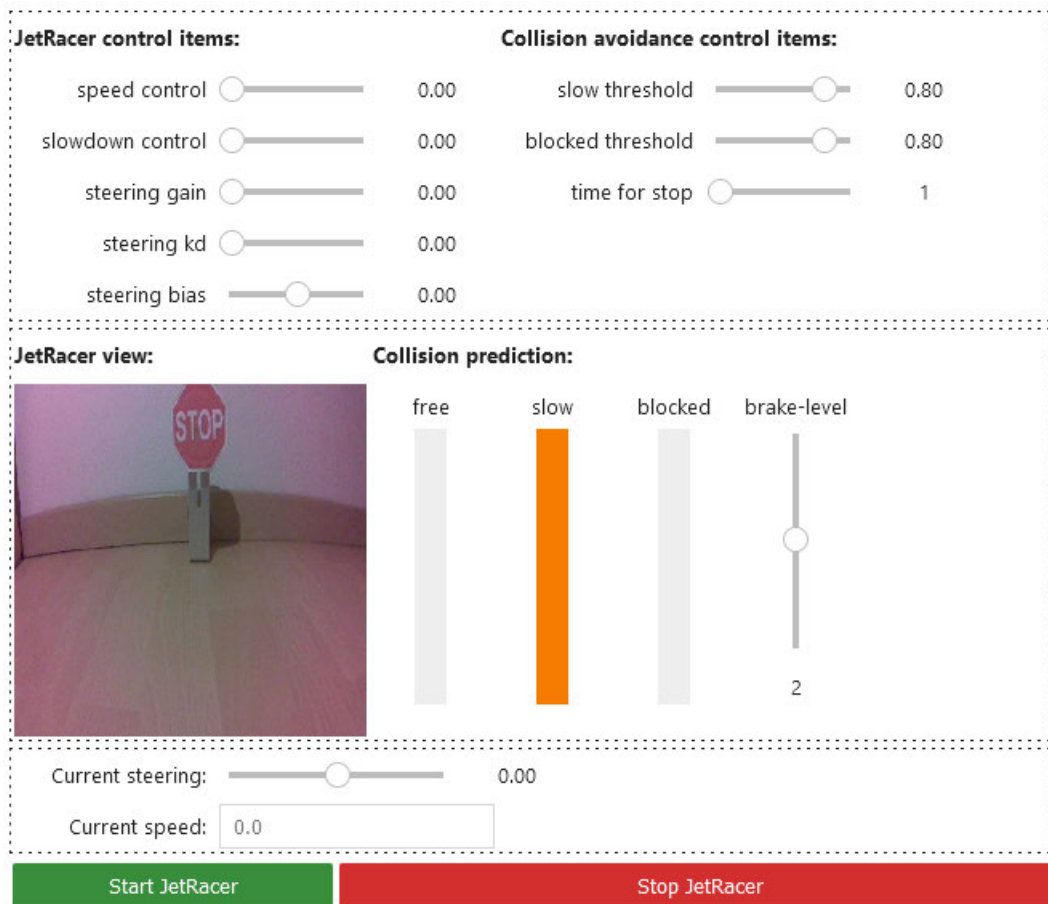 JetRacer control items:
Collision avoidance control items:
speed control 0.00
slow threshold 0.80
slowdown control 0.00
blocked threshold 0.80
steering gain 0.00
time for stop 1
steering kd 0.00
steering bias 0.00
JetRacer view:
Collision prediction:
STOP
free slow blocked brake-level
2
Current steering: 0.00
Current speed: 0.0
Start JetRacer
Stop JetRacer